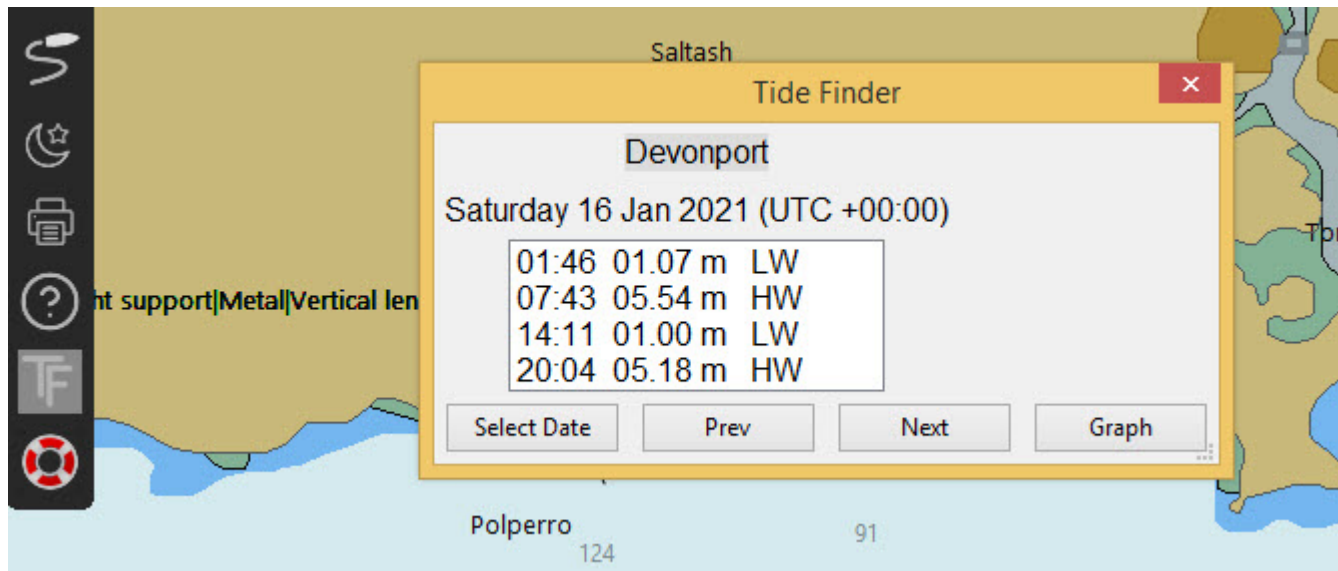 Saltash
Tide Finder
Devonport
Saturday 16 Jan 2021 (UTC +00:00)
01:46 01.07 m LW
07:43 05.54 m HW
14:11 01.00 m LW
20:04 05.18 m HW
ht support|Metal|Vertical len
Select Date Prev Next Graph
TF
Polperro
124
91